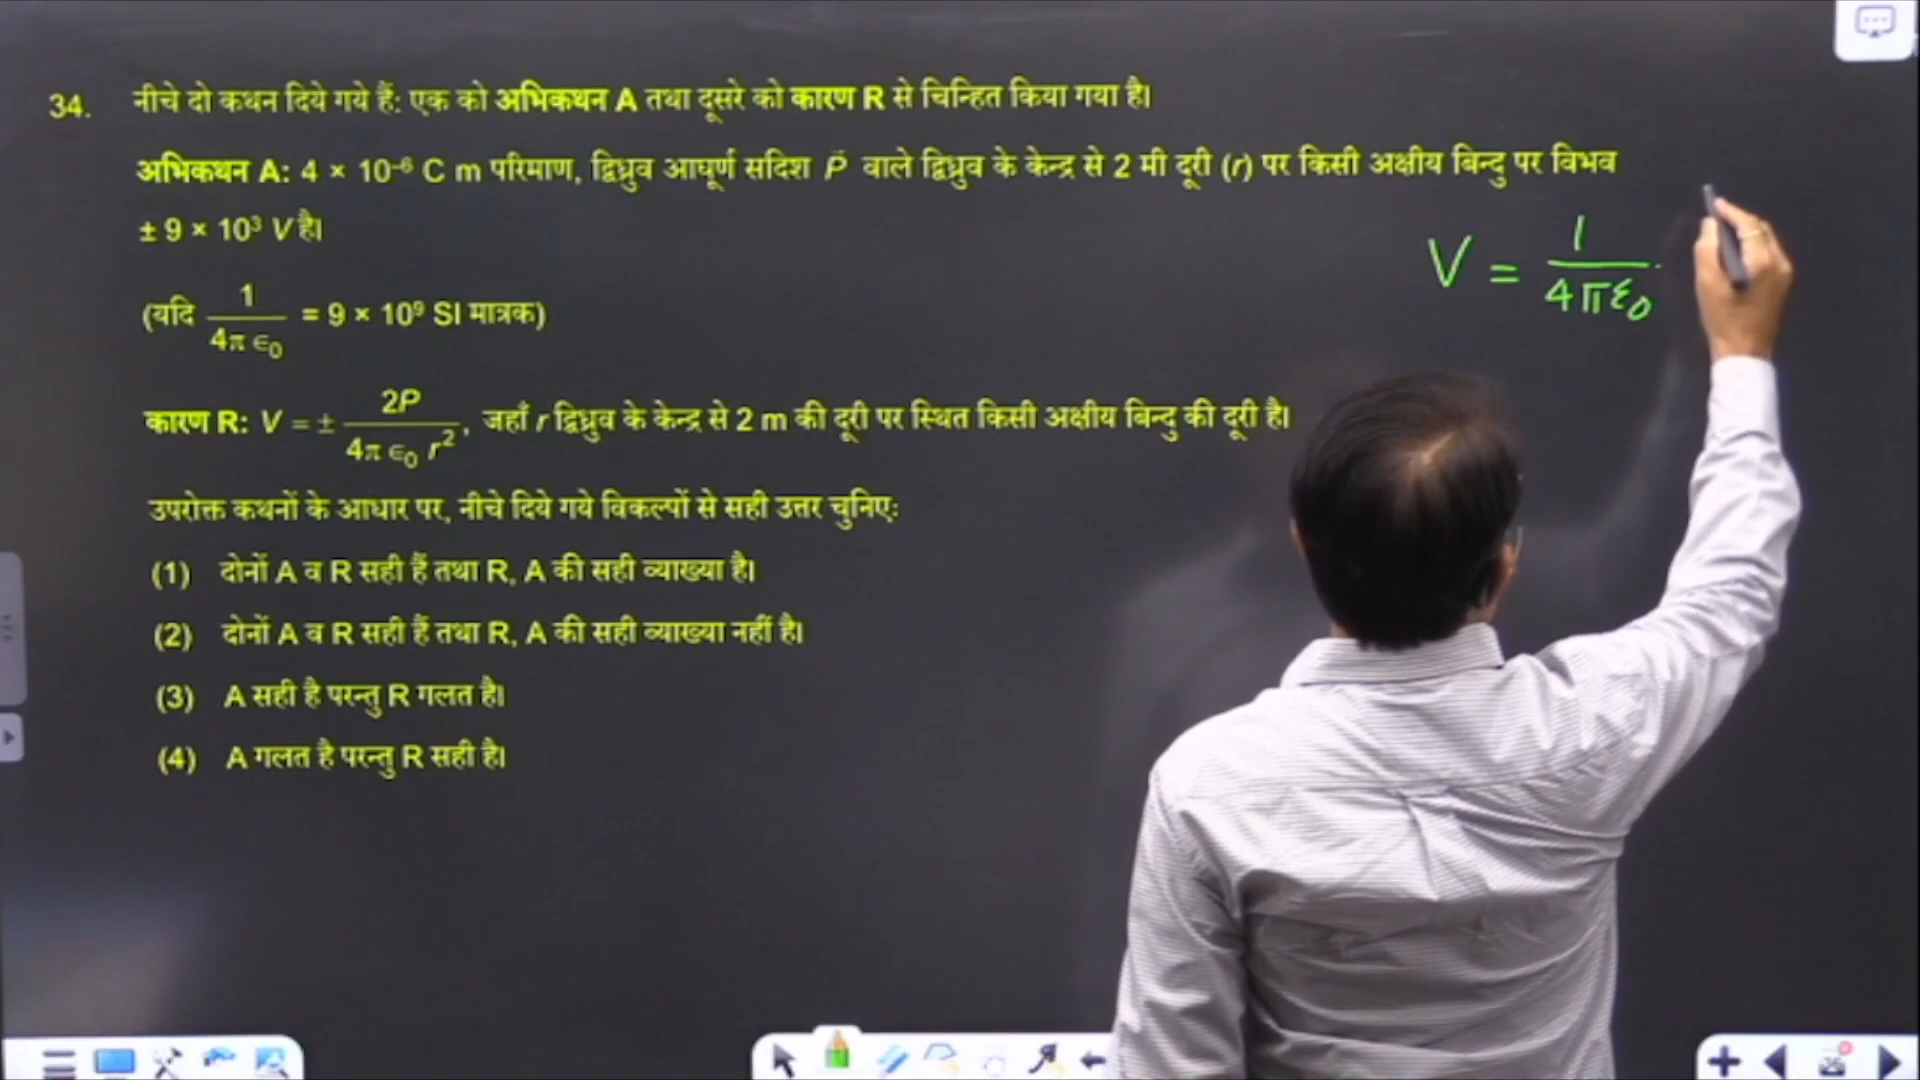 34. नीचे दो कथन दिये गये हैं: एक को अभिकथन A तथा दूसरे को कारण R से चिन्हित किया गया है।
अभिकथन A: 4 × 10⁻⁶ C m परिमाण, द्विध्रुव आघूर्ण सदिश P⃗ वाले द्विध्रुव के केन्द्र से 2 मी दूरी (r) पर किसी अक्षीय बिन्दु पर विभव
± 9 × 10³ V है।
(यदि 1/4π ∈₀ = 9 × 10⁹ SI मात्रक)
कारण R: V = ± 2P/4π ∈₀ r², जहाँ r द्विध्रुव के केन्द्र से 2 m की दूरी पर स्थित किसी अक्षीय बिन्दु की दूरी है।
उपरोक्त कथनों के आधार पर, नीचे दिये गये विकल्पों से सही उत्तर चुनिए:
(1) दोनों A व R सही हैं तथा R, A की सही व्याख्या है।
(2) दोनों A व R सही हैं तथा R, A की सही व्याख्या नहीं है।
(3) A सही है परन्तु R गलत है।
(4) A गलत है परन्तु R सही है।
V = 1/4πε₀